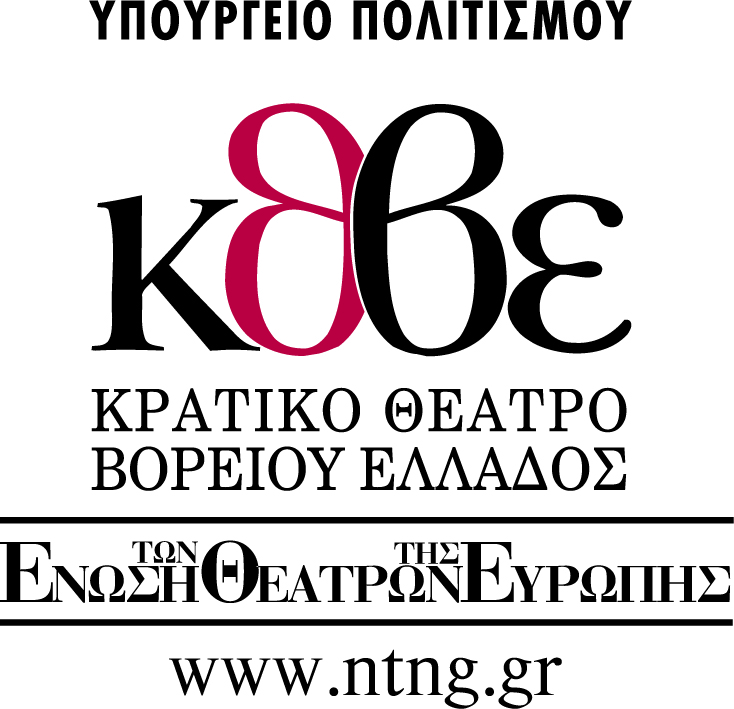 ΥΠΟΥΡΓΕΙΟ ΠΟΛΙΤΙΣΜΟΥ
κθβε
ΚΡΑΤΙΚΟ ΘΕΑΤΡΟ
ΒΟΡΕΙΟΥ ΕΛΛΑΔΟΣ
ΕΝΩΣΗ ΤΩΝ ΘΕΑΤΡΩΝ ΤΗΣ ΕΥΡΩΠΗΣ
www.ntng.gr